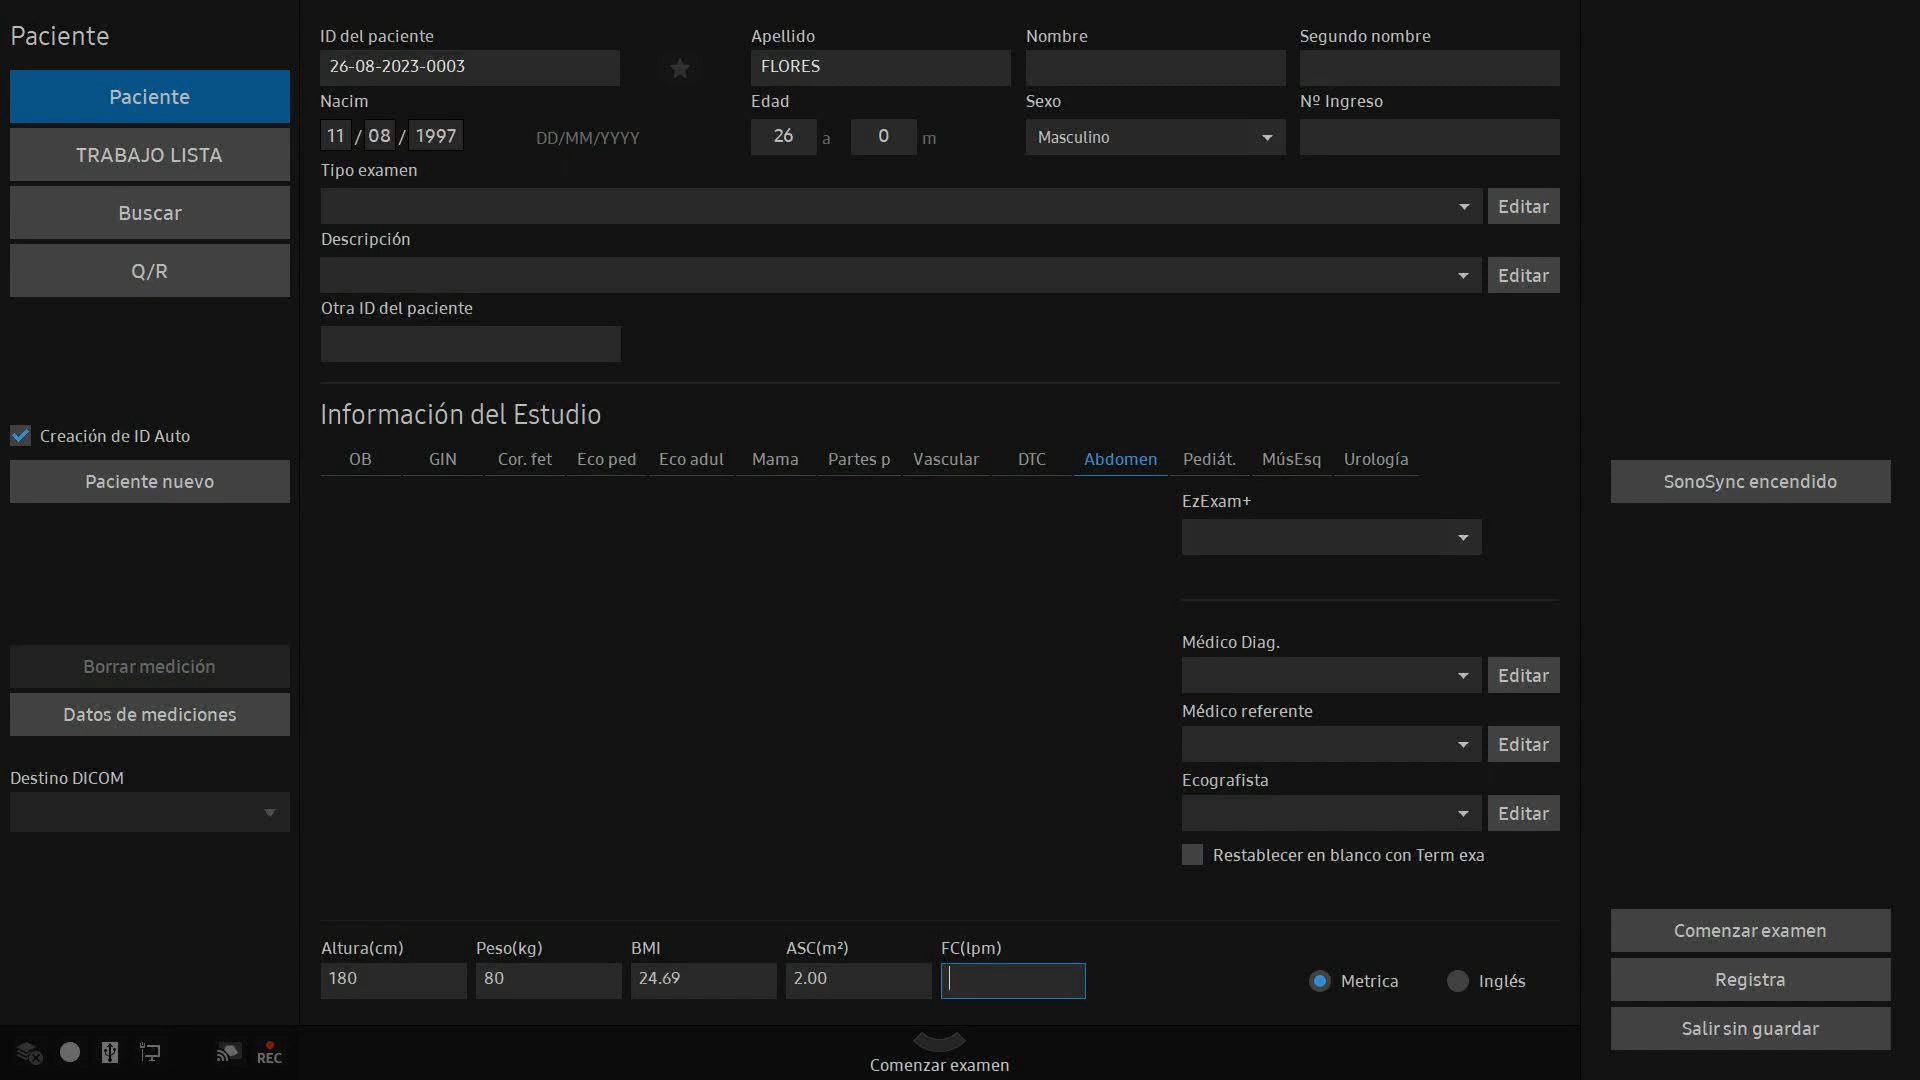 Paciente
Paciente
TRABAJO LISTA
Buscar
Q/R
Creación de ID Auto
Paciente nuevo
Borrar medición
Datos de mediciones
Destino DICOM
REC
ID del paciente
26-08-2023-0003
Apellido
FLORES
Nombre
Segundo nombre
Nacim
11 / 08 / 1997
DD/MM/YYYY
Edad
26 a 0 m
Sexo
Masculino
Nº Ingreso
Tipo examen
Editar
Descripción
Editar
Otra ID del paciente
Información del Estudio
OB GIN Cor. fet Eco ped Eco adul Mama Partes p Vascular DTC Abdomen Pediát. MúsEsq Urología
EzExam+
Médico Diag.
Editar
Médico referente
Editar
Ecografista
Editar
Restablecer en blanco con Term exa
Altura(cm) Peso(kg) BMI ASC(m²) FC(lpm)
180 80 24.69 2.00
Metrica Inglés
Comenzar examen
SonoSync encendido
Comenzar examen
Registra
Salir sin guardar